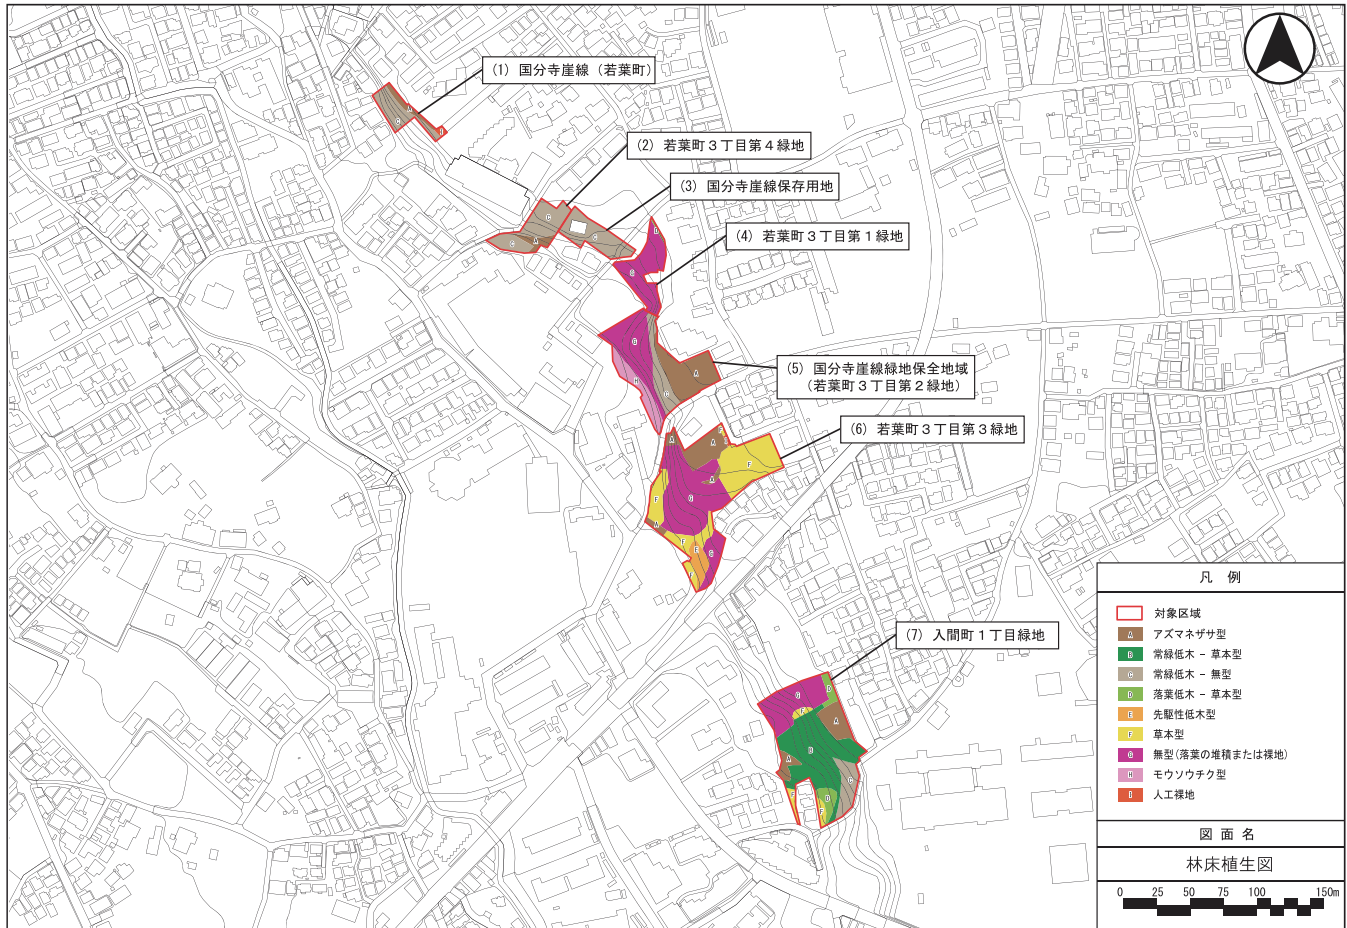 (1) 国分寺崖線（若葉町）
(2) 若葉町３丁目第４緑地
(3) 国分寺崖線保存用地
(4) 若葉町３丁目第１緑地
(5) 国分寺崖線緑地保全地域
（若葉町３丁目第２緑地）
(6) 若葉町３丁目第３緑地
(7) 入間町１丁目緑地
凡 例
対象区域
A アズマネザサ型
B 常緑低木 － 草本型
C 常緑低木 － 無型
D 落葉低木 － 草本型
E 先駆性低木型
F 草本型
G 無型(落葉の堆積または裸地)
H モウソウチク型
I 人工裸地
図 面 名
林床植生図
0 25 50 75 100 150m